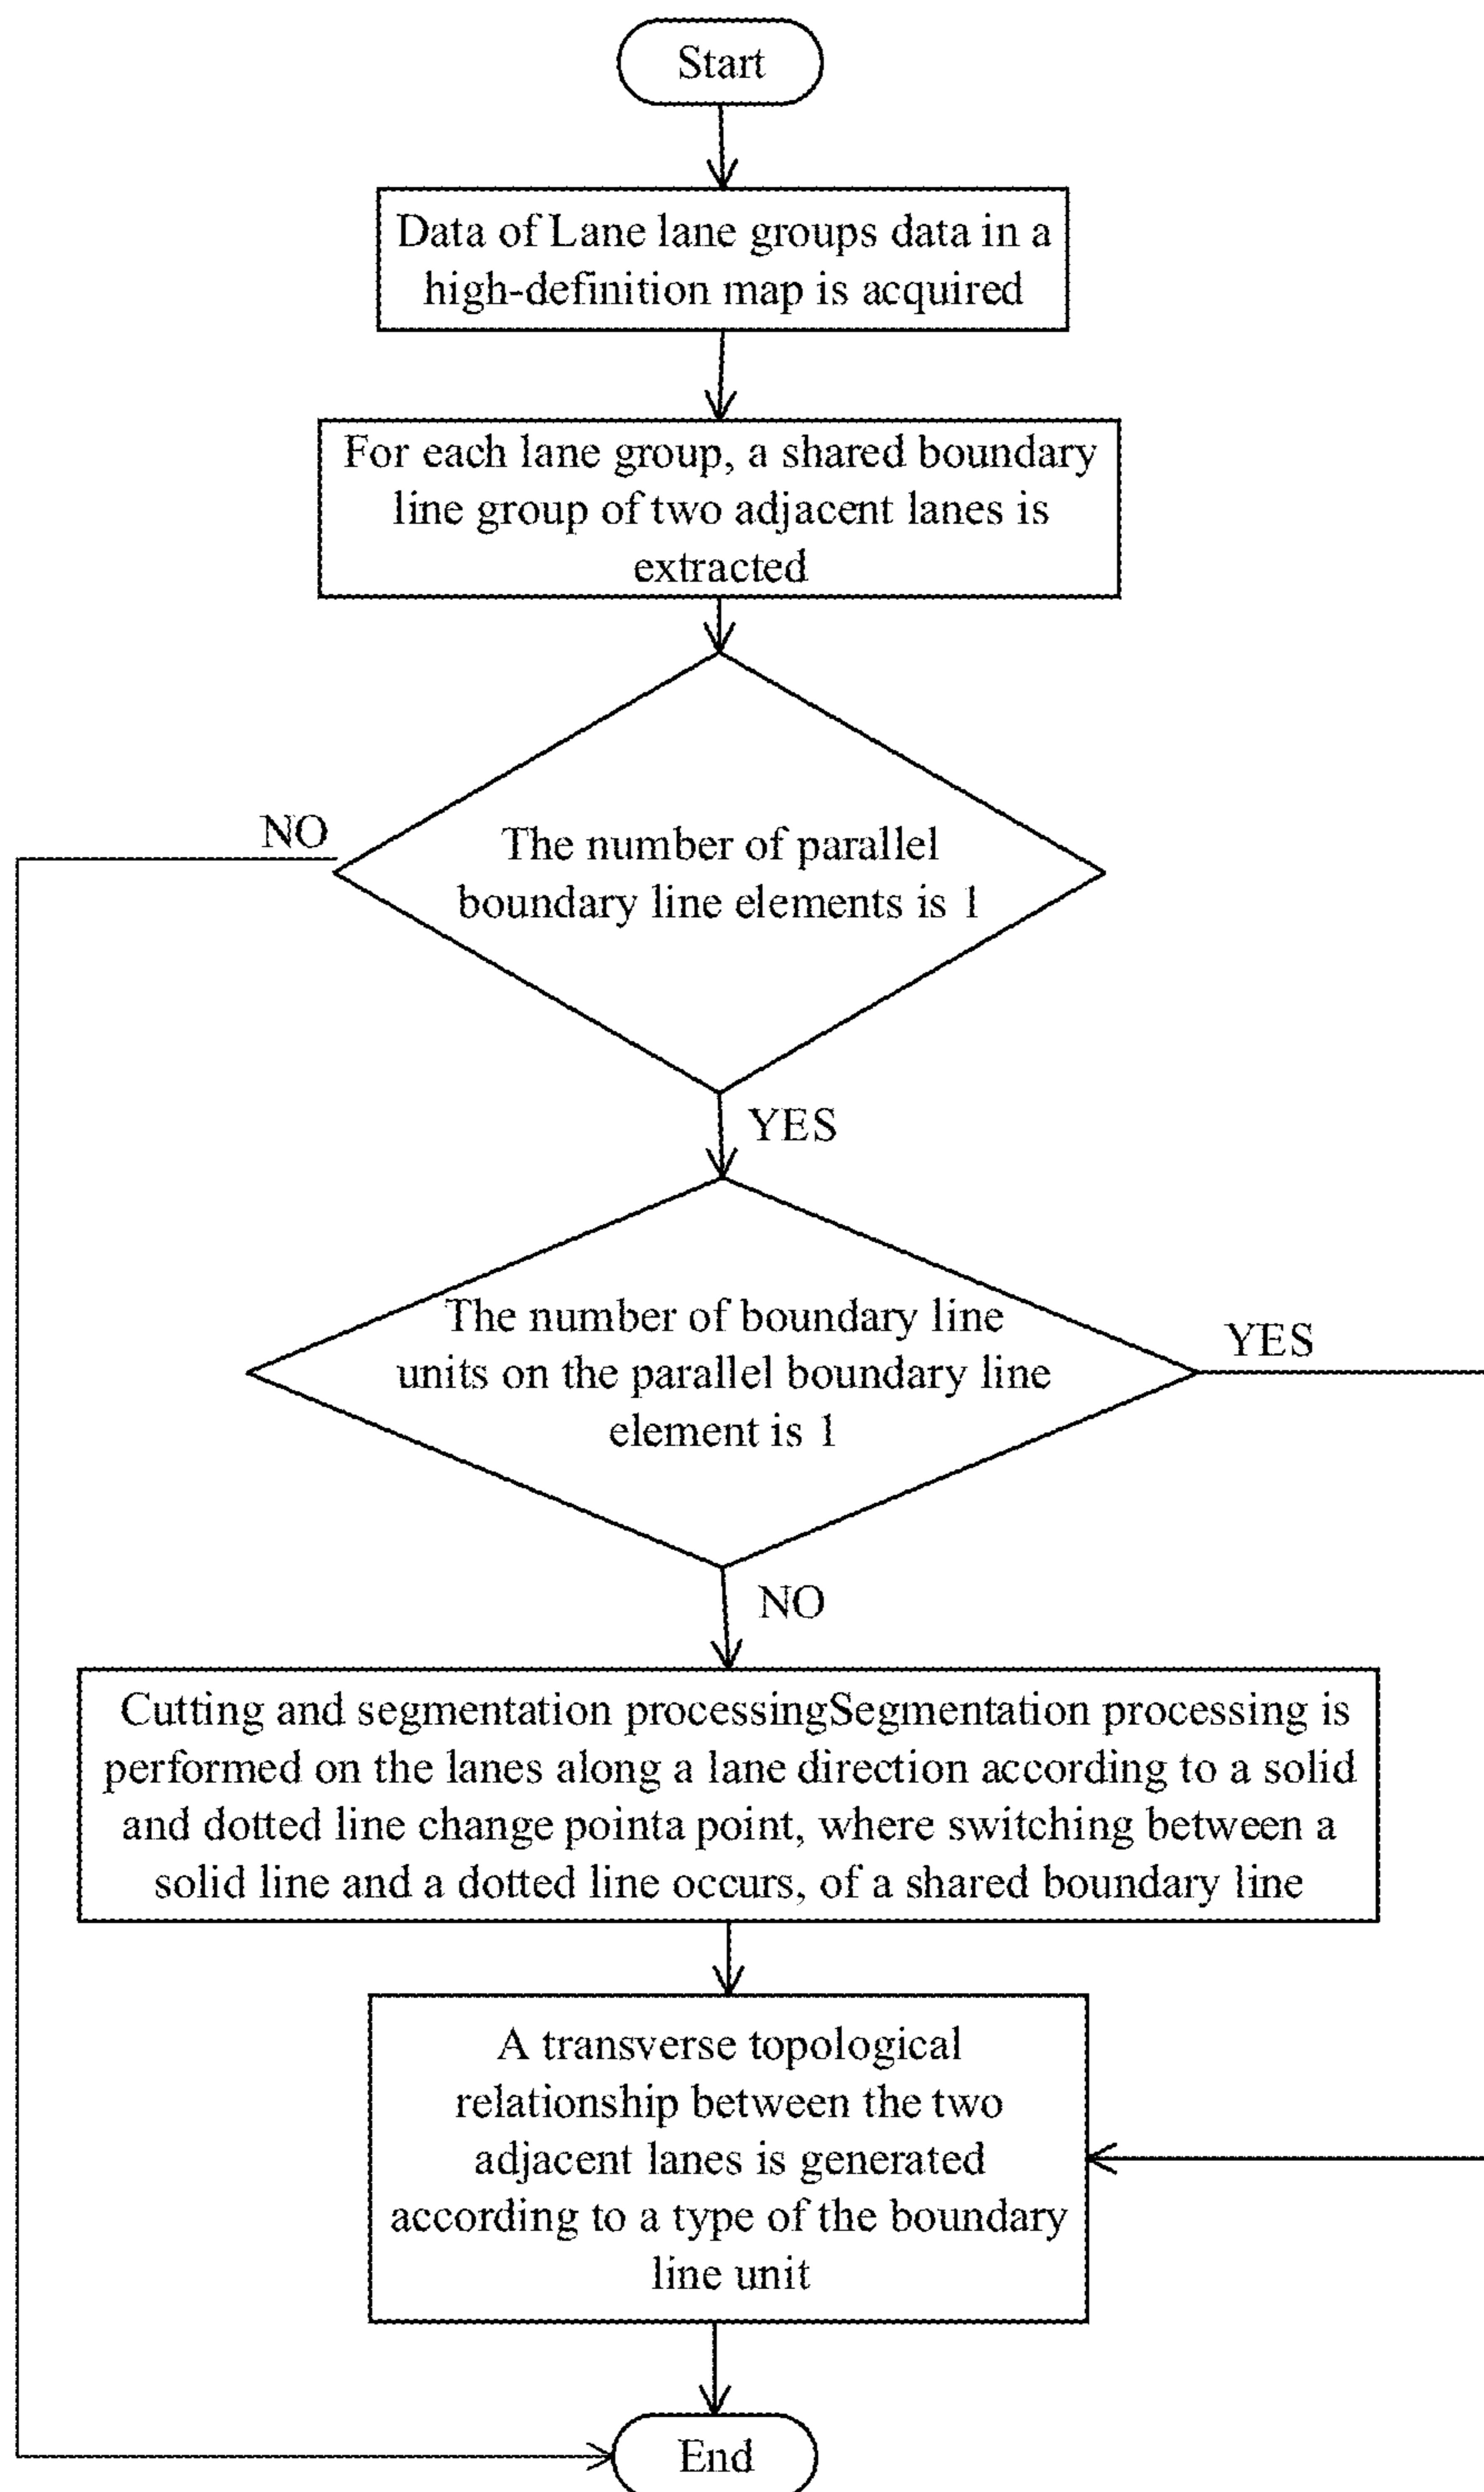 Start
Data of Lane lane groups data in a
high-definition map is acquired
For each lane group, a shared boundary
line group of two adjacent lanes is
extracted
NO
The number of parallel
boundary line elements is 1
YES
The number of boundary line
units on the parallel boundary line
element is 1
YES
NO
Cutting and segmentation processingSegmentation processing is
performed on the lanes along a lane direction according to a solid
and dotted line change pointa point, where switching between a
solid line and a dotted line occurs, of a shared boundary line
A transverse topological
relationship between the two
adjacent lanes is generated
according to a type of the boundary
line unit
End